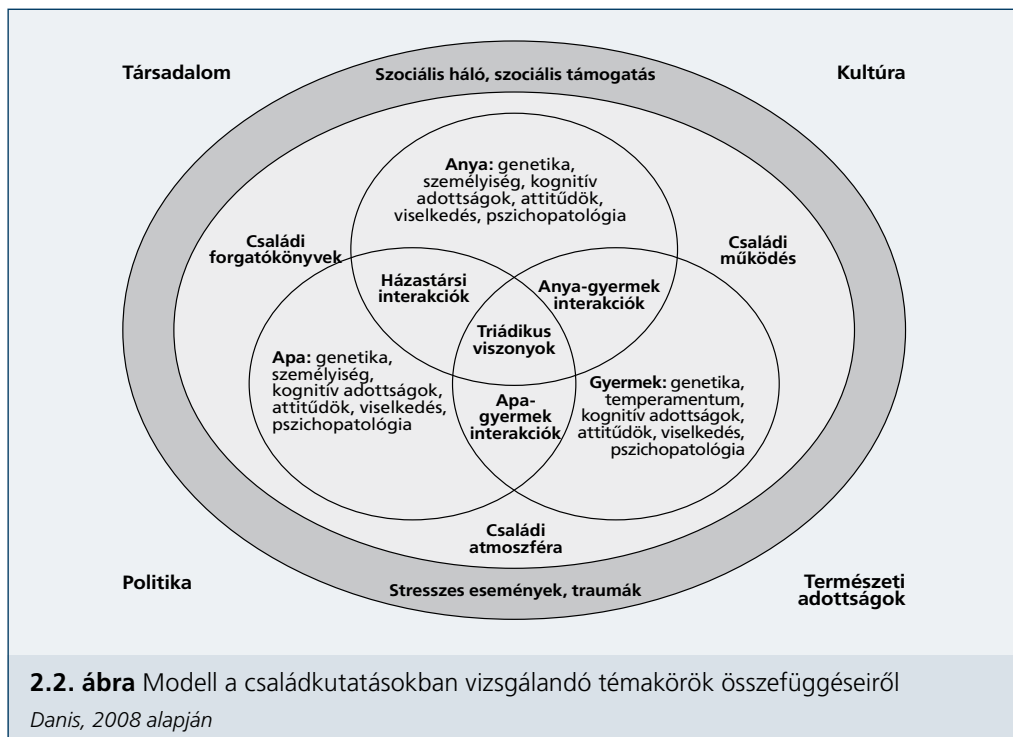 Társadalom
Szociális háló, szociális támogatás
Kultúra
Anya: genetika,
személyiség, kognitív
adottságok, attitűdök,
viselkedés, pszichopatológia
Családi
forgatókönyvek
Családi
működés
Házastársi
interakciók
Anya-gyermek
interakciók
Triádikus
viszonyok
Apa: genetika,
személyiség,
kognitív adottságok,
attitűdök, viselkedés,
pszichopatológia
Apa-
gyermek
interakciók
Gyermek: genetika,
temperamentum,
kognitív adottságok,
attitűdök, viselkedés,
pszichopatológia
Családi
atmoszféra
Politika
Stresszes események, traumák
Természeti
adottságok
2.2. ábra Modell a családkutatásokban vizsgálandó témakörök összefüggéseiről
Danis, 2008 alapján